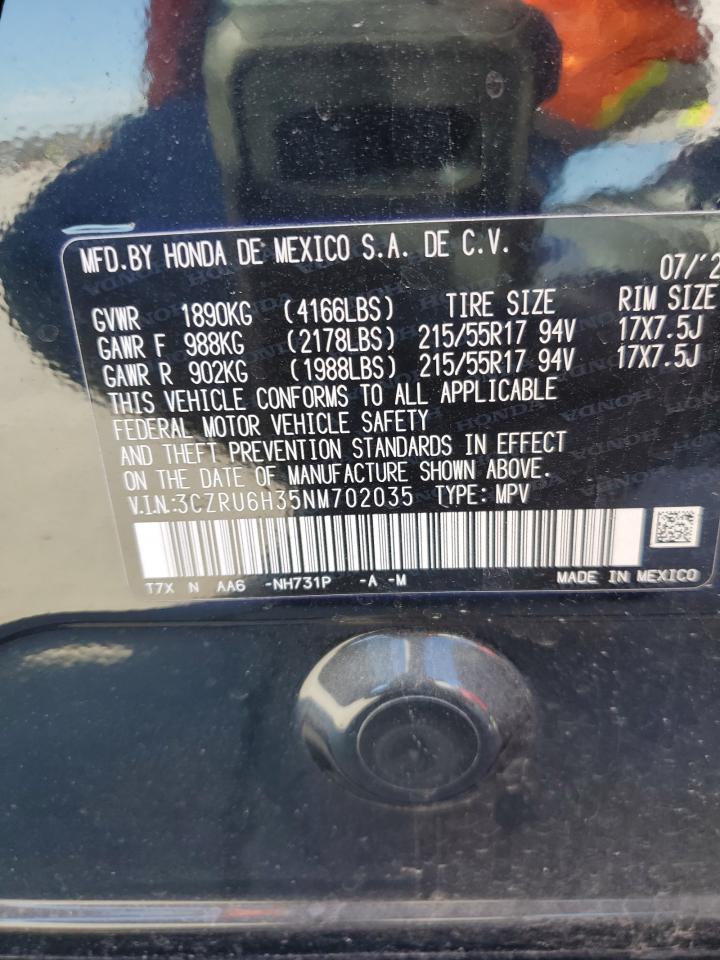 MFD.BY HONDA DE MEXICO S.A. DE C.V.
07/'2
GVWR 1890KG (4166LBS) TIRE SIZE RIM SIZE
GAWR F 988KG (2178LBS) 215/55R17 94V 17X7.5J
GAWR R 902KG (1988LBS) 215/55R17 94V 17X7.5J
THIS VEHICLE CONFORMS TO ALL APPLICABLE
FEDERAL MOTOR VEHICLE SAFETY
AND THEFT PREVENTION STANDARDS IN EFFECT
ON THE DATE OF MANUFACTURE SHOWN ABOVE.
V.I.N:3CZRU6H35NM702035 TYPE: MPV
T7X N AA6 -NH731P -A -M MADE IN MEXICO